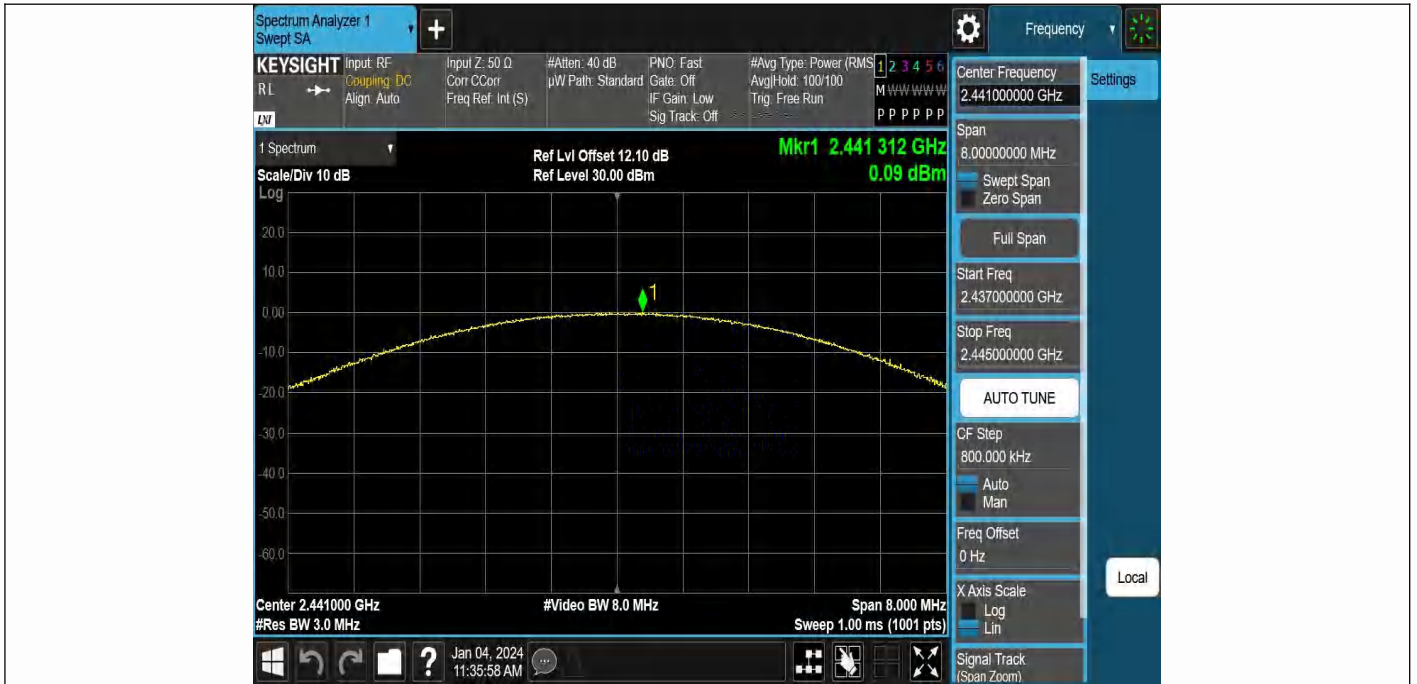 Spectrum Analyzer 1
Swept SA
+
Frequency
KEYSIGHT
RL
LXI
Input: RF
Coupling: DC
Align: Auto
Input Z: 50 Ω
Corr CCorr
Freq Ref: Int (S)
#Atten: 40 dB
µW Path: Standard
PNO: Fast
Gate: Off
IF Gain: Low
Sig Track: Off
#Avg Type: Power (RMS
Avg|Hold: 100/100
Trig: Free Run
1 2 3 4 5 6
M W W W W W
P P P P P P
1 Spectrum
Scale/Div 10 dB
Log
Ref Lvl Offset 12.10 dB
Ref Level 30.00 dBm
Mkr1 2.441 312 GHz
0.09 dBm
20.0
10.0
0.00
-10.0
-20.0
-30.0
-40.0
-50.0
-60.0
1
Center 2.441000 GHz
#Res BW 3.0 MHz
#Video BW 8.0 MHz
Span 8.000 MHz
Sweep 1.00 ms (1001 pts)
Center Frequency
2.441000000 GHz
Settings
Span
8.00000000 MHz
Swept Span
Zero Span
Full Span
Start Freq
2.437000000 GHz
Stop Freq
2.445000000 GHz
AUTO TUNE
CF Step
800.000 kHz
Auto
Man
Freq Offset
0 Hz
X Axis Scale
Log
Lin
Local
Signal Track
(Span Zoom)
?
Jan 04, 2024
11:35:58 AM